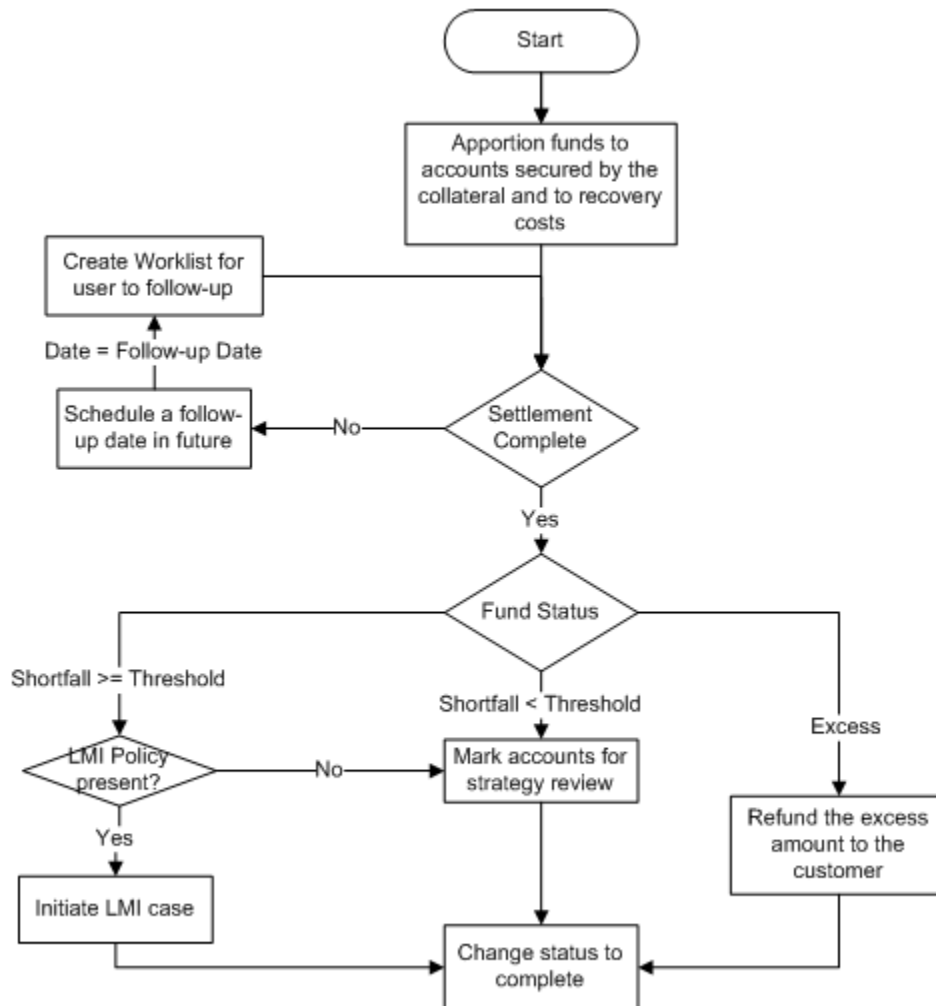 Start
Apportion funds to
accounts secured by the
collateral and to recovery
costs
Create Worklist for
user to follow-up
Date = Follow-up Date
Schedule a follow-
up date in future
No
Settlement
Complete
Yes
Fund Status
Shortfall >= Threshold
Shortfall < Threshold
Excess
LMI Policy
present?
No
Mark accounts for
strategy review
Yes
Refund the excess
amount to the
customer
Initiate LMI case
Change status to
complete